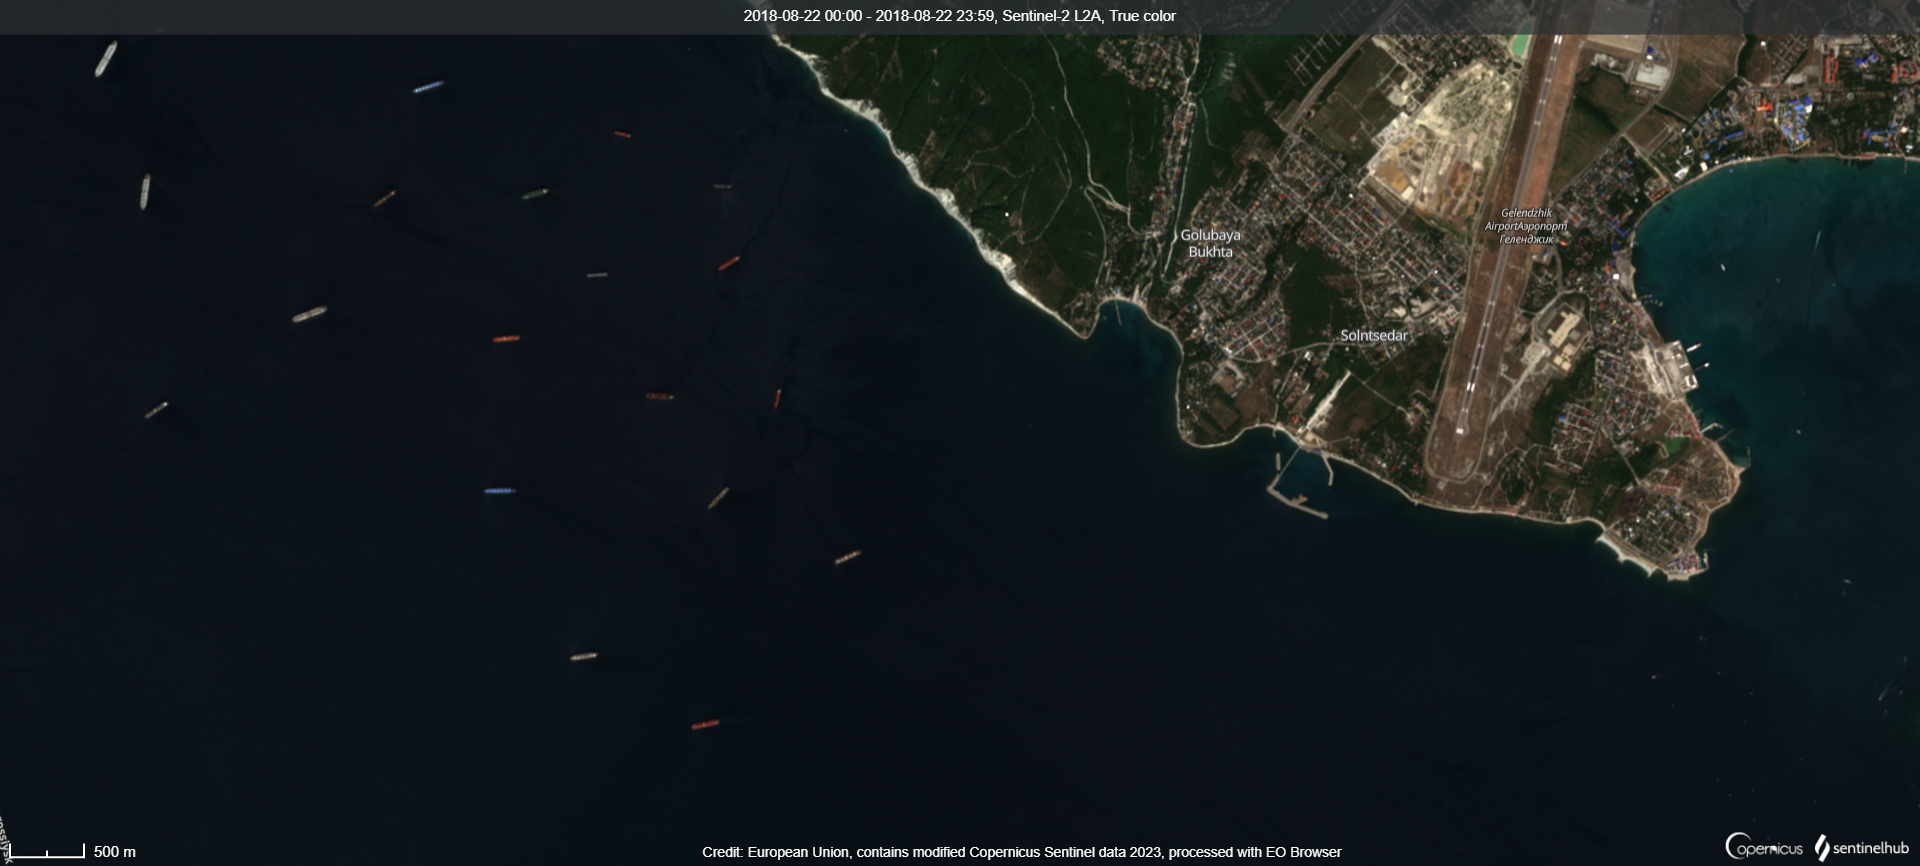 2018-08-22 00:00 - 2018-08-22 23:59, Sentinel-2 L2A, True color
Gelendzhik
AirportАэропорт
Геленджик
Golubaya
Bukhta
Solntsedar
500 m
Credit: European Union, contains modified Copernicus Sentinel data 2023, processed with EO Browser
Copernicus
sentinelhub